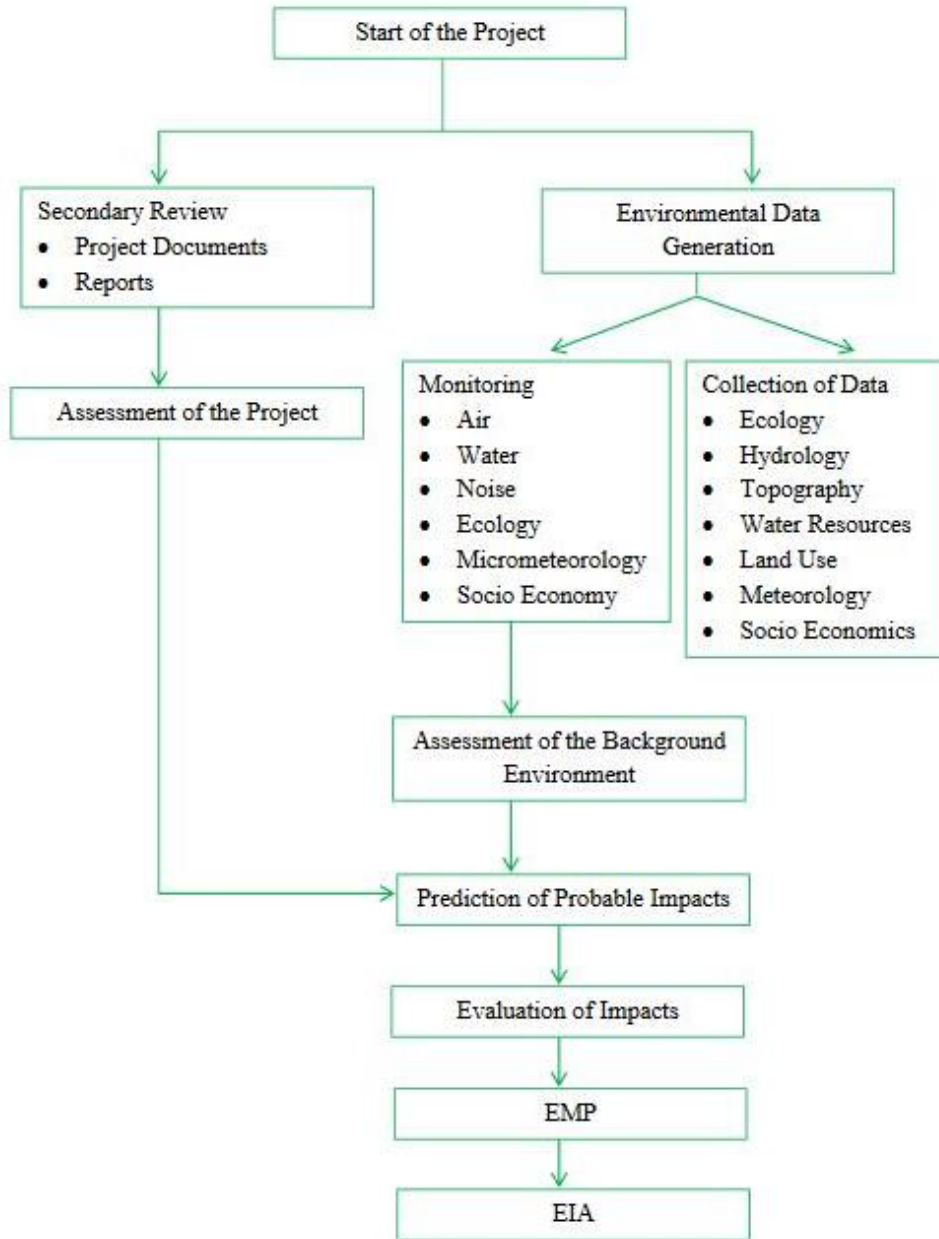 Start of the Project
Secondary Review
• Project Documents
• Reports
Environmental Data
Generation
Assessment of the Project
Monitoring
• Air
• Water
• Noise
• Ecology
• Micrometeorology
• Socio Economy
Collection of Data
• Ecology
• Hydrology
• Topography
• Water Resources
• Land Use
• Meteorology
• Socio Economics
Assessment of the Background
Environment
Prediction of Probable Impacts
Evaluation of Impacts
EMP
EIA